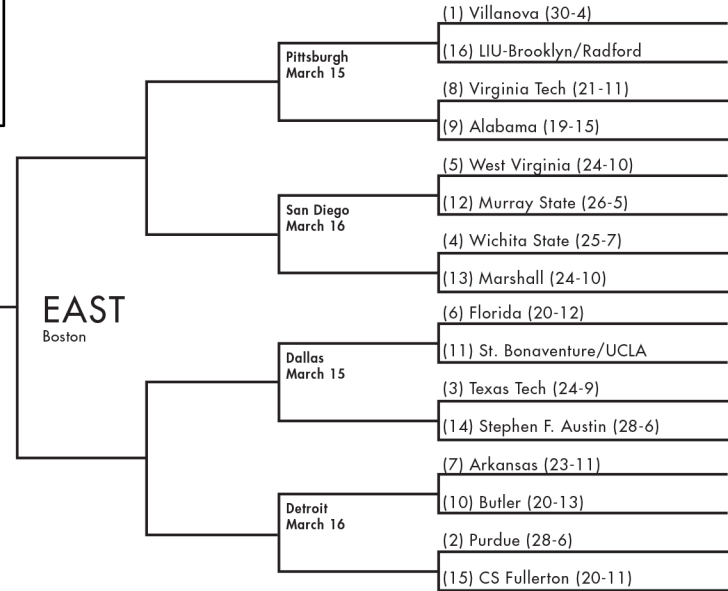 (1) Villanova (30-4)
(16) LIU-Brooklyn/Radford
Pittsburgh
March 15
(8) Virginia Tech (21-11)
(9) Alabama (19-15)
(5) West Virginia (24-10)
(12) Murray State (26-5)
San Diego
March 16
(4) Wichita State (25-7)
(13) Marshall (24-10)
EAST
Boston
(6) Florida (20-12)
(11) St. Bonaventure/UCLA
Dallas
March 15
(3) Texas Tech (24-9)
(14) Stephen F. Austin (28-6)
(7) Arkansas (23-11)
(10) Butler (20-13)
Detroit
March 16
(2) Purdue (28-6)
(15) CS Fullerton (20-11)